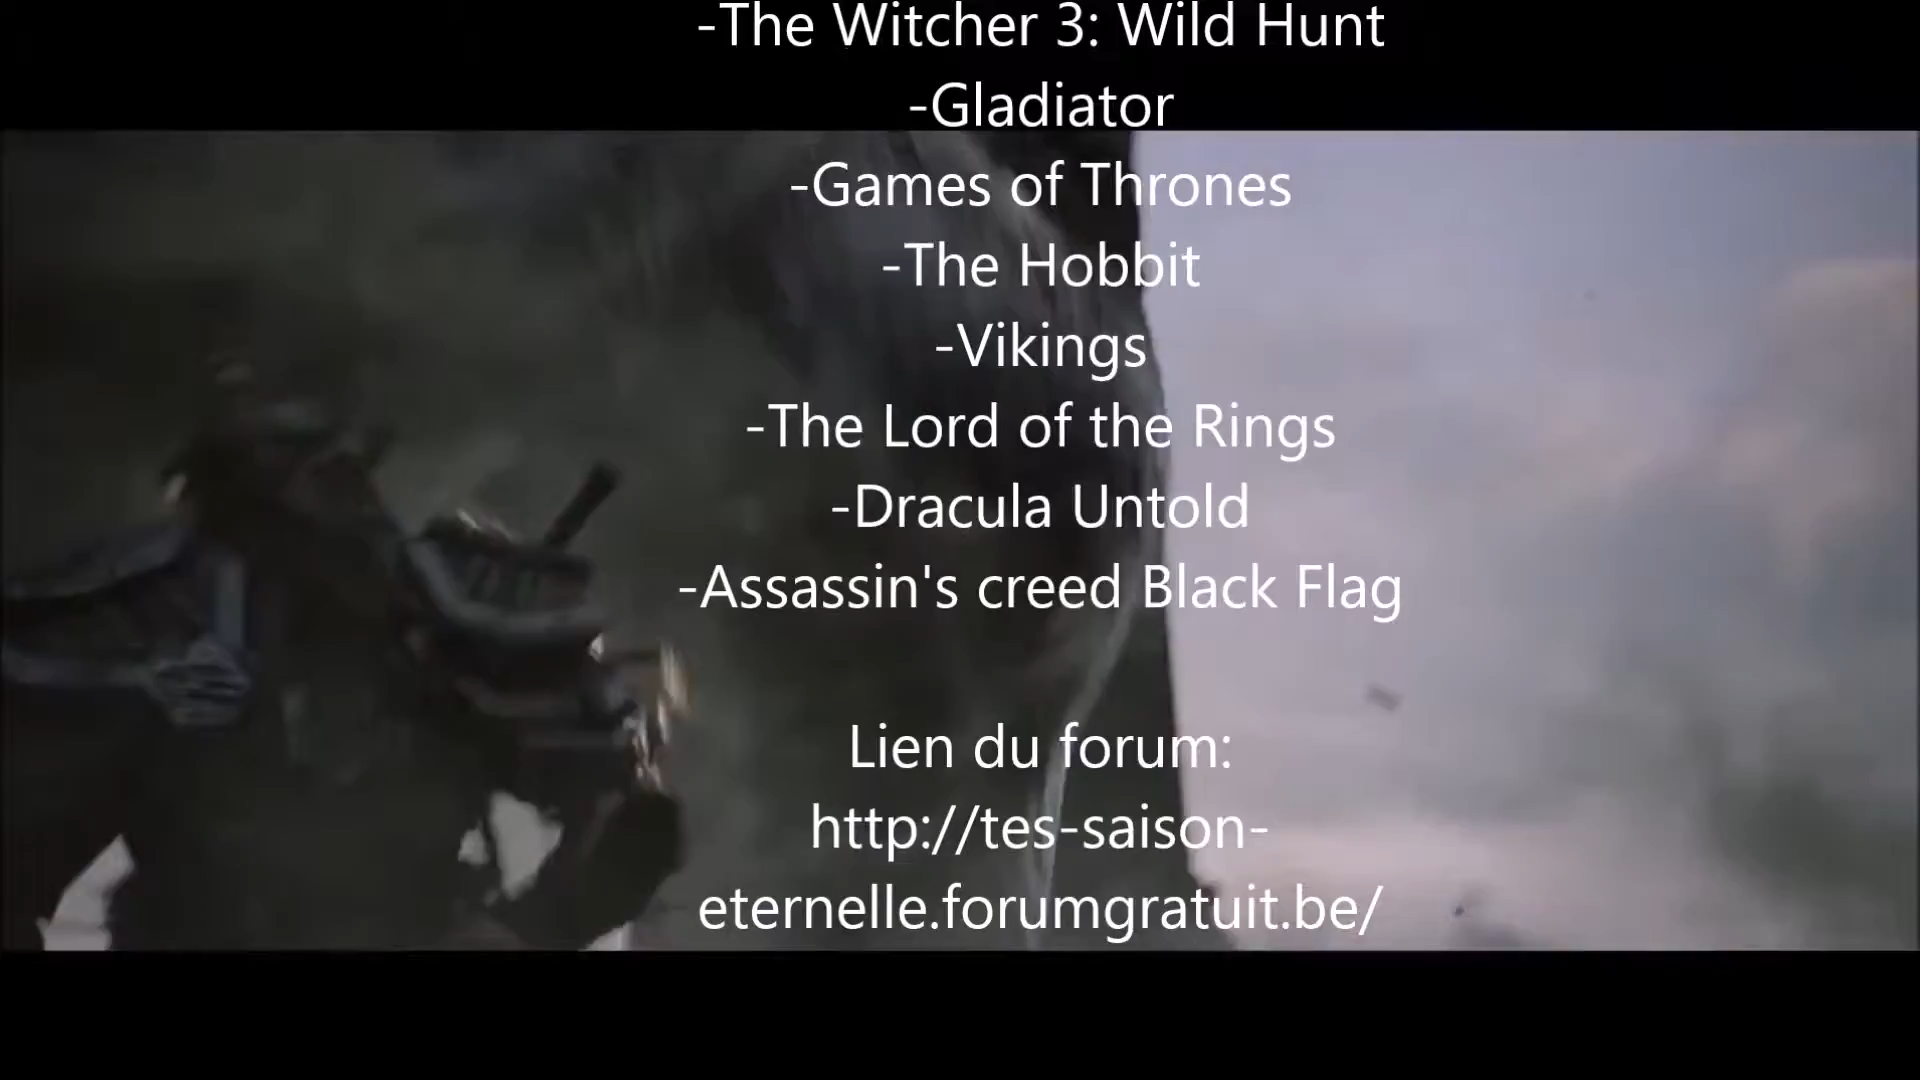 -The Witcher 3: Wild Hunt
-Gladiator
-Games of Thrones
-The Hobbit
-Vikings
-The Lord of the Rings
-Dracula Untold
-Assassin's creed Black Flag
Lien du forum:
http://tes-saison-
eternelle.forumgratuit.be/